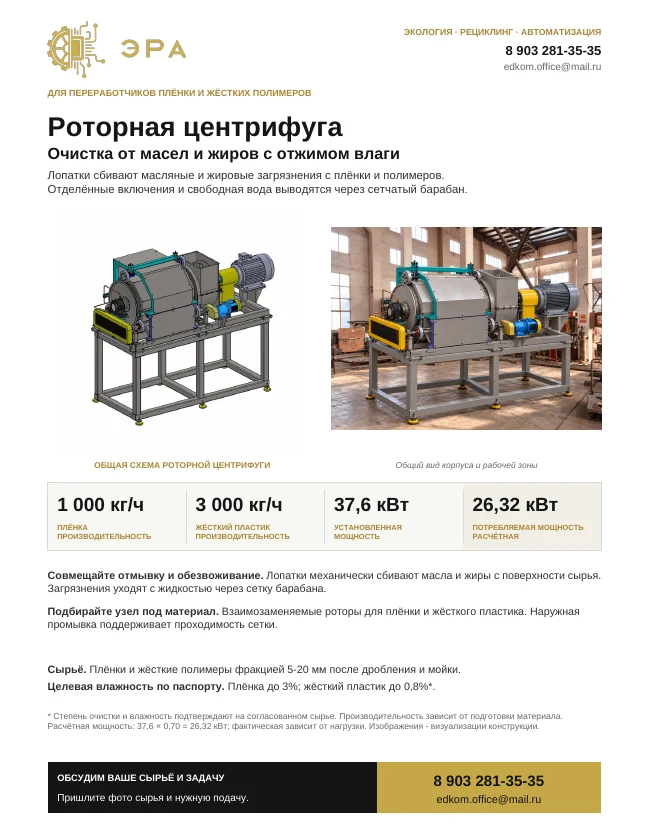 ЭРА
ЭКОЛОГИЯ · РЕЦИКЛИНГ · АВТОМАТИЗАЦИЯ
8 903 281-35-35
edkom.office@mail.ru
ДЛЯ ПЕРЕРАБОТЧИКОВ ПЛЁНКИ И ЖЁСТКИХ ПОЛИМЕРОВ
Роторная центрифуга
Очистка от масел и жиров с отжимом влаги
Лопатки сбивают масляные и жировые загрязнения с плёнки и полимеров.
Отделённые включения и свободная вода выводятся через сетчатый барабан.
ОБЩАЯ СХЕМА РОТОРНОЙ ЦЕНТРИФУГИ
Общий вид корпуса и рабочей зоны
1 000 кг/ч
ПЛЁНКА
ПРОИЗВОДИТЕЛЬНОСТЬ
3 000 кг/ч
ЖЁСТКИЙ ПЛАСТИК
ПРОИЗВОДИТЕЛЬНОСТЬ
37,6 кВт
УСТАНОВЛЕННАЯ
МОЩНОСТЬ
26,32 кВт
ПОТРЕБЛЯЕМАЯ МОЩНОСТЬ
РАСЧЁТНАЯ
Совмещайте отмывку и обезвоживание. Лопатки механически сбивают масла и жиры с поверхности сырья.
Загрязнения уходят с жидкостью через сетку барабана.
Подбирайте узел под материал. Взаимозаменяемые роторы для плёнки и жёсткого пластика. Наружная
промывка поддерживает проходимость сетки.
Сырьё. Плёнки и жёсткие полимеры фракцией 5-20 мм после дробления и мойки.
Целевая влажность по паспорту. Плёнка до 3%; жёсткий пластик до 0,8%*.
* Степень очистки и влажность подтверждают на согласованном сырье. Производительность зависит от подготовки материала.
Расчётная мощность: 37,6 × 0,70 = 26,32 кВт; фактическая зависит от нагрузки. Изображения - визуализации конструкции.
ОБСУДИМ ВАШЕ СЫРЬЁ И ЗАДАЧУ
Пришлите фото сырья и нужную подачу.
8 903 281-35-35
edkom.office@mail.ru